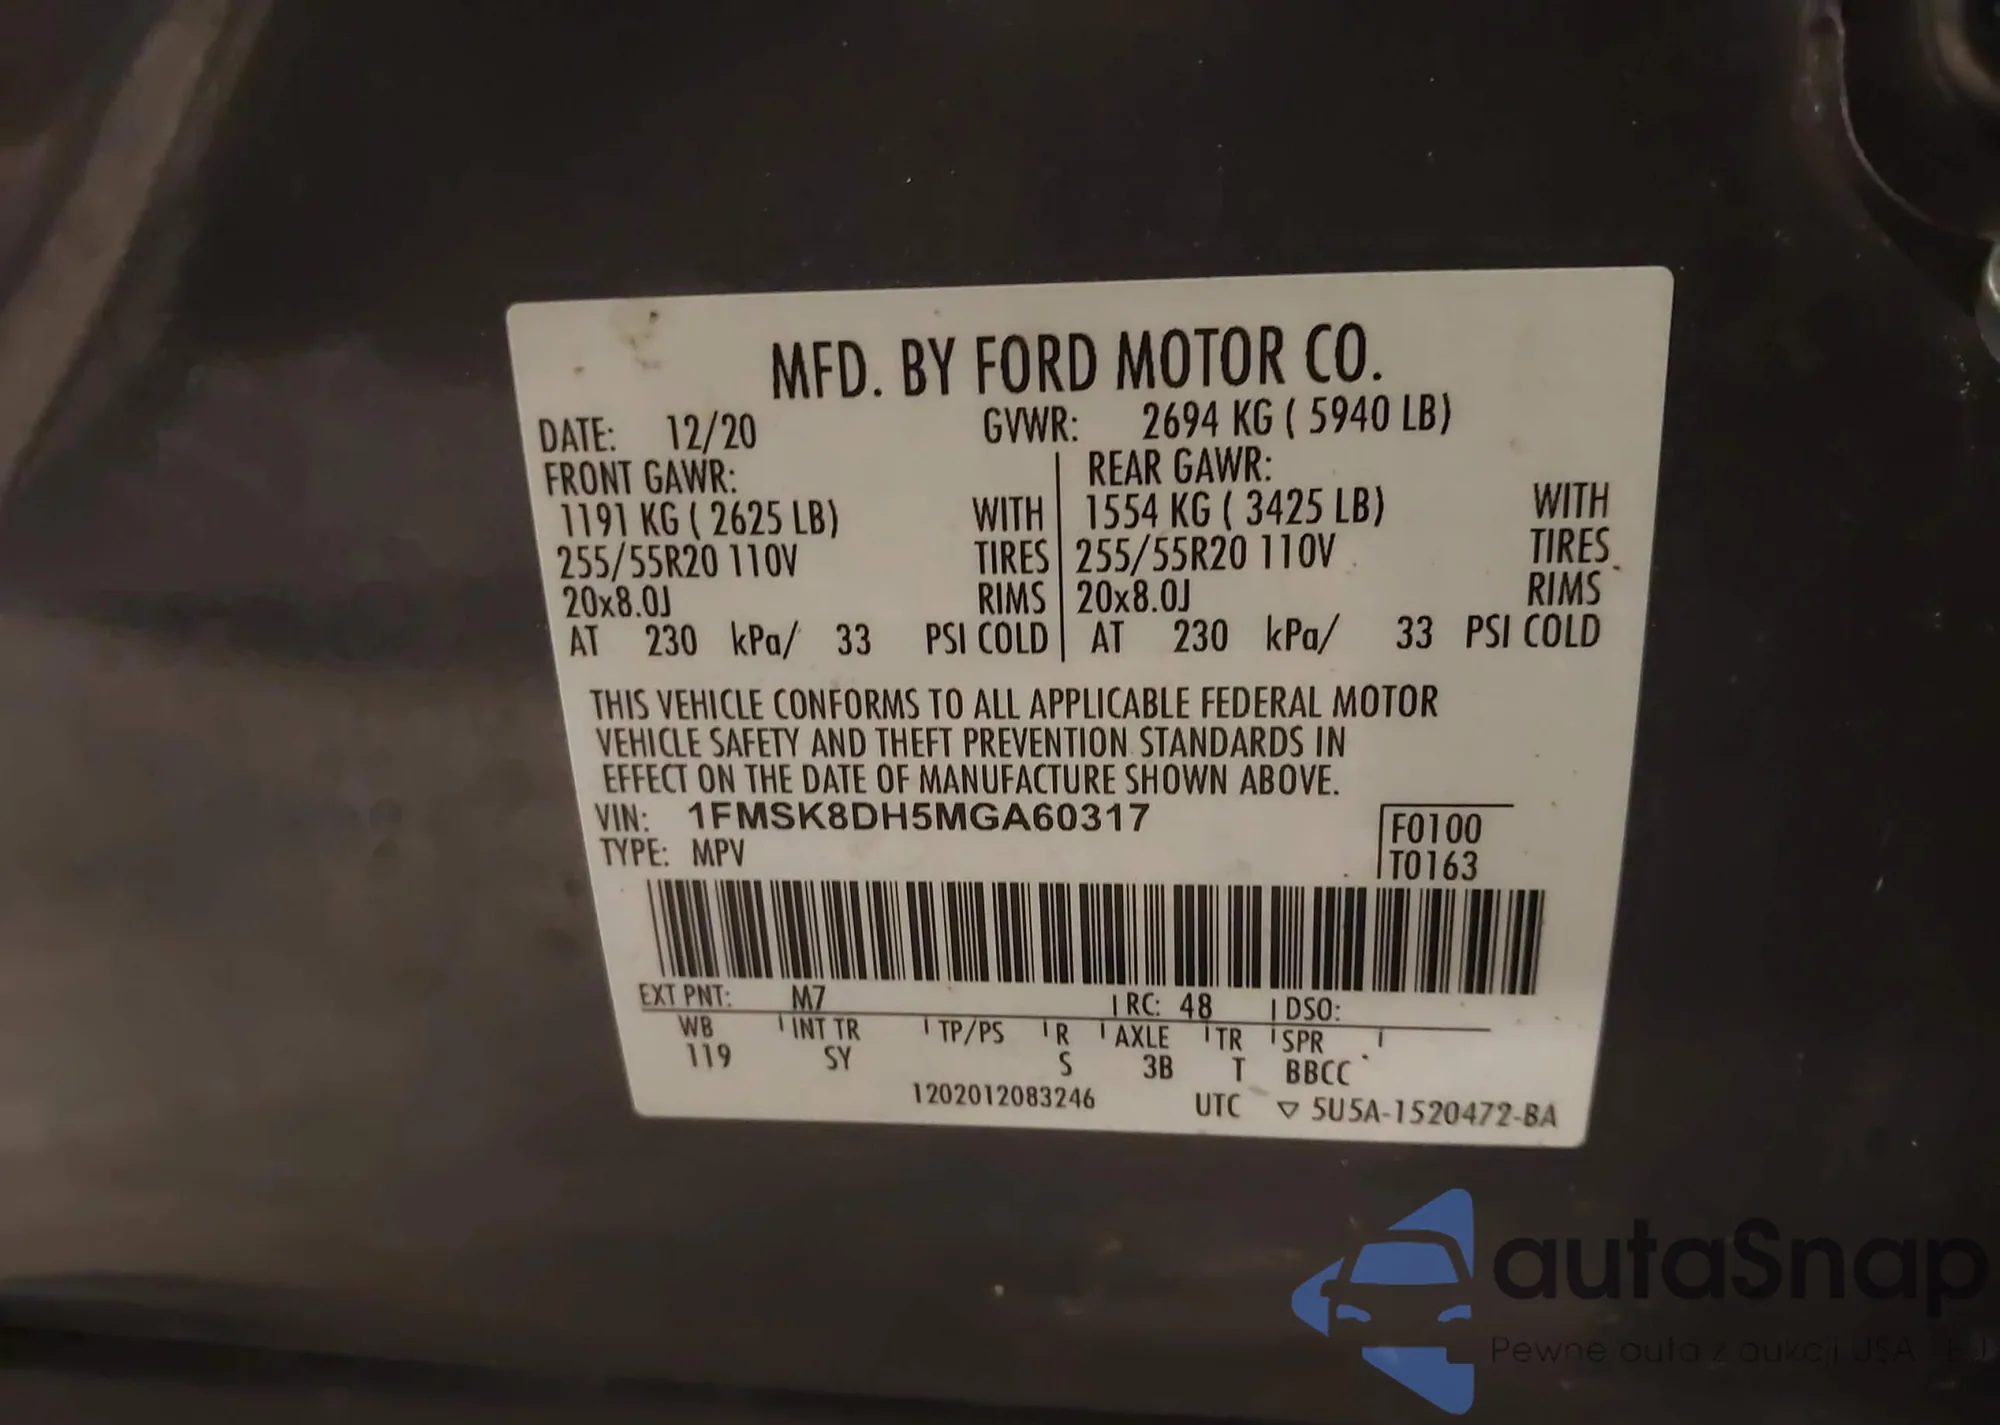 MFD. BY FORD MOTOR CO.
DATE: 12/20 GVWR: 2694 KG ( 5940 LB)
FRONT GAWR: REAR GAWR:
1191 KG ( 2625 LB) WITH 1554 KG ( 3425 LB) WITH
255/55R20 110V TIRES 255/55R20 110V TIRES
20x8.0J RIMS 20x8.0J RIMS
AT 230 kPa/ 33 PSI COLD AT 230 kPa/ 33 PSI COLD
THIS VEHICLE CONFORMS TO ALL APPLICABLE FEDERAL MOTOR
VEHICLE SAFETY AND THEFT PREVENTION STANDARDS IN
EFFECT ON THE DATE OF MANUFACTURE SHOWN ABOVE.
VIN: 1FMSK8DH5MGA60317 F0100
TYPE: MPV T0163
EXT PNT: M7 RC: 48 DSO:
WB INT TR TP/PS R AXLE TR SPR
119 SY S 3B T BBCC
1202012083246 UTC ▽ 5U5A-1520472-BA
autaSnap
Pewne auta z aukcji USA